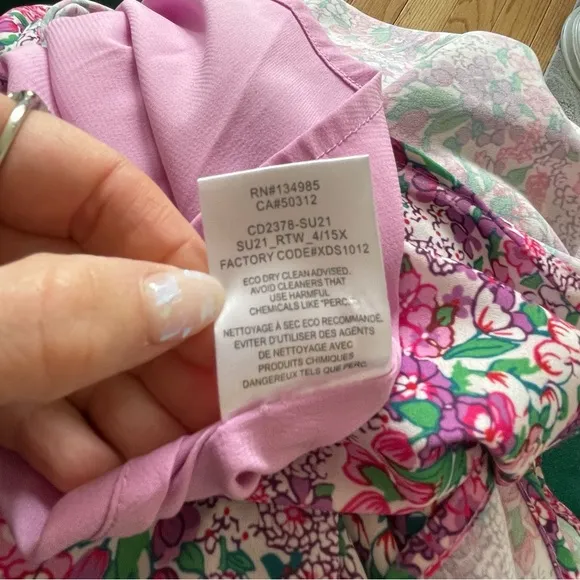 RN#134985
CA#50312
CD2378-SU21
SU21_RTW_4/15X
FACTORY CODE#XDS1012
ECO DRY CLEAN ADVISED.
AVOID CLEANERS THAT
USE HARMFUL
CHEMICALS LIKE "PERC."
NETTOYAGE À SEC ECO RECOMMANDÉ.
EVITER D'UTILISER DES AGENTS
DE NETTOYAGE AVEC
PRODUITS CHIMIQUES
DANGEREUX TELS QUE PERC.